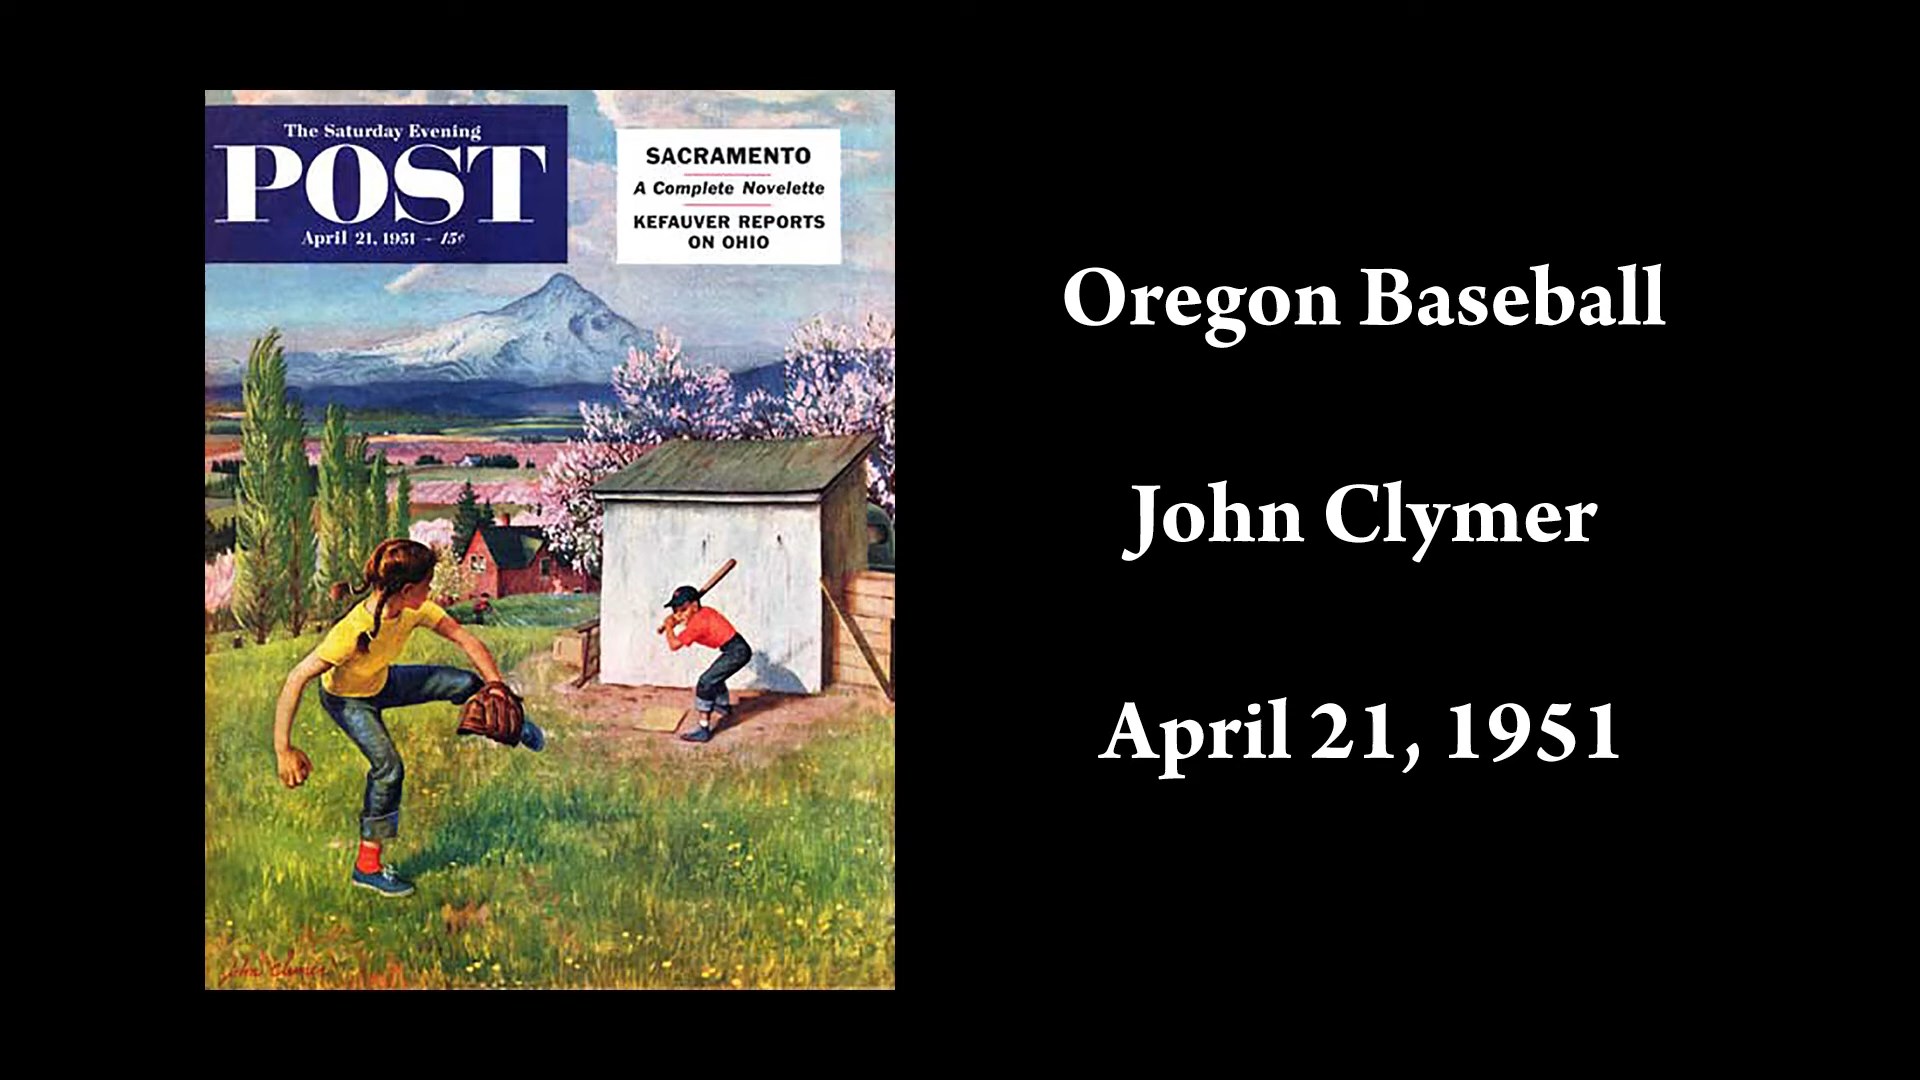 The Saturday Evening
POST
April 21, 1951 – 15¢
SACRAMENTO
A Complete Novelette
KEFAUVER REPORTS
ON OHIO
John Clymer
Oregon Baseball
John Clymer
April 21, 1951